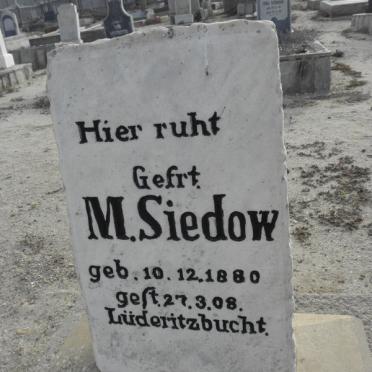 Hier ruht
Gefrt.
M. Siedow
geb. 10.12.1880
gest. 27.3.08.
Lüderitzbucht.